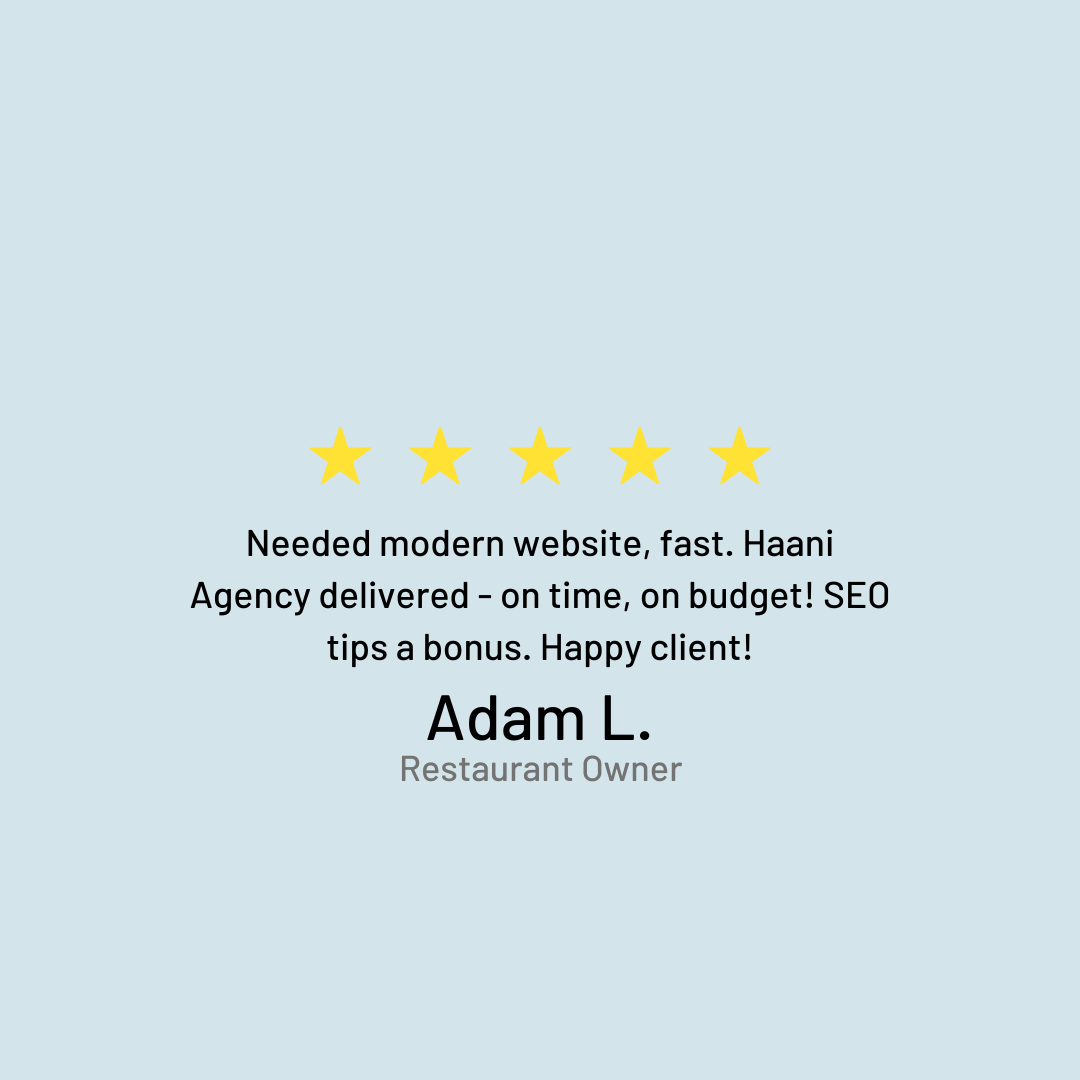 Needed modern website, fast. Haani
Agency delivered - on time, on budget! SEO
tips a bonus. Happy client!
Adam L.
Restaurant Owner